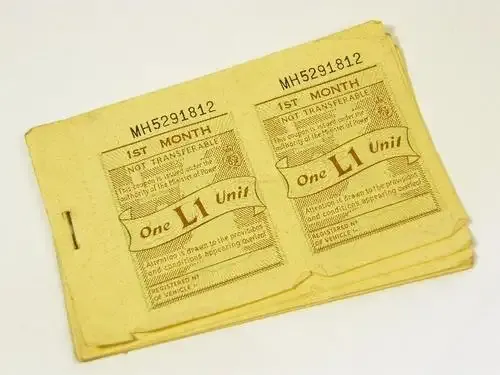 MH5291812
1ST MONTH
NOT TRANSFERABLE
This coupon is issued under the
authority of the Minister of Power
One L1 Unit
Attention is drawn to the provisions
and conditions appearing overleaf
REGISTERED Nº
OF VEHICLE
MH5291812
1ST MONTH
NOT TRANSFERABLE
This coupon is issued under the
authority of the Minister of Power
One L1 Unit
Attention is drawn to the provisions
and conditions appearing overleaf
REGISTERED Nº
OF VEHICLE